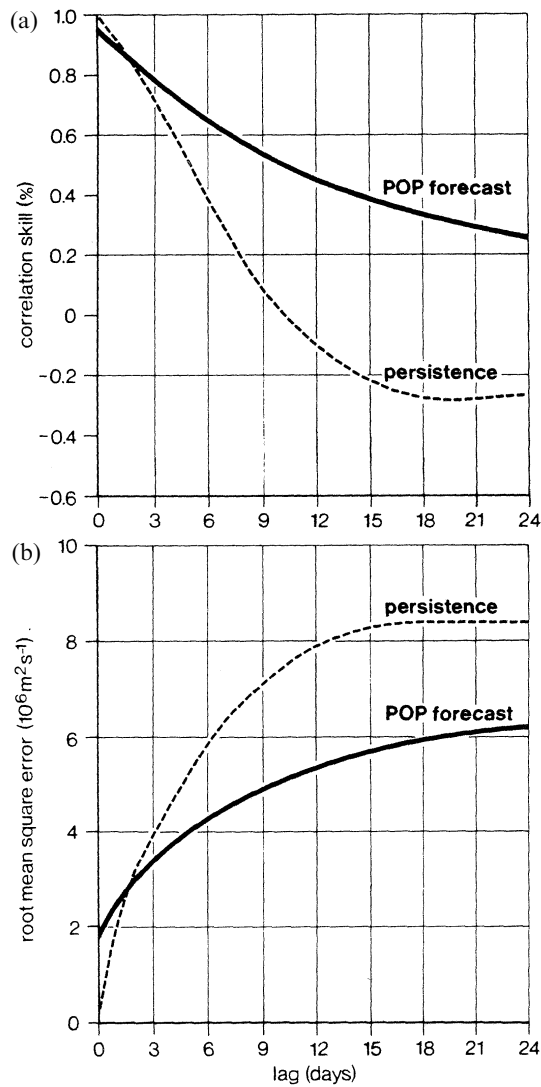 (a)
correlation skill (%)
1.0
0.8
0.6
0.4
0.2
0
−0.2
−0.4
−0.6
POP forecast
persistence
0 3 6 9 12 15 18 21 24
(b)
root mean square error (10⁶m²s⁻¹).
10
8
6
4
2
0
persistence
POP forecast
0 3 6 9 12 15 18 21 24
lag (days)